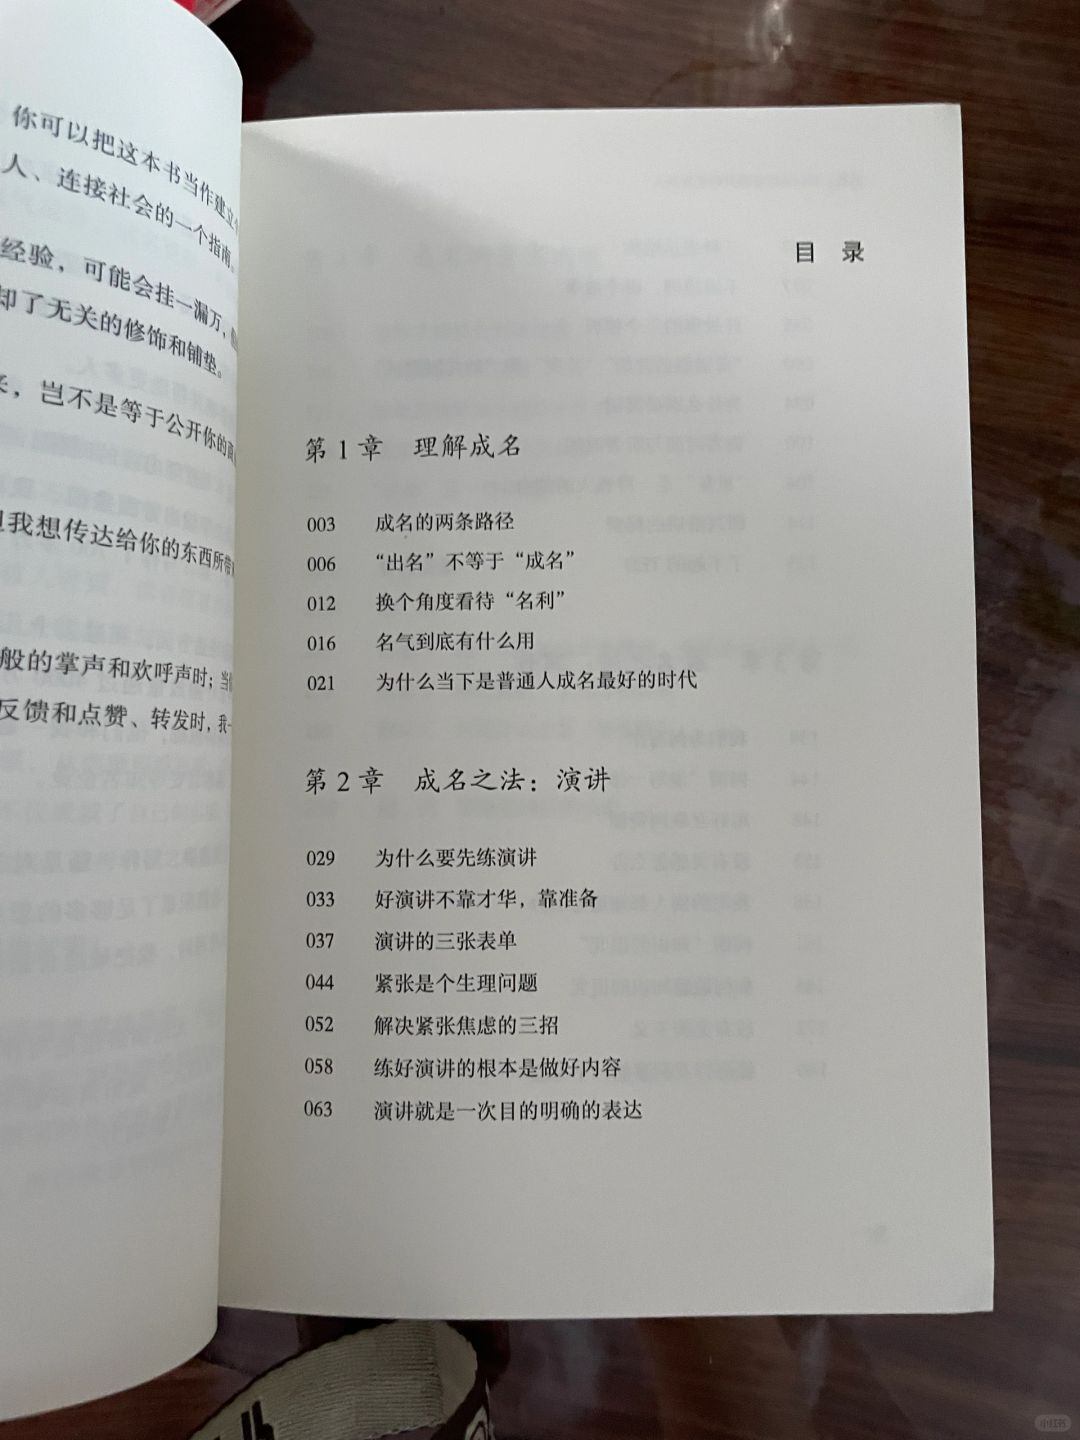 你可以把这本书当作建立
人、连接社会的一个指南。
经验，可能会挂一漏万，
却了无关的修饰和铺垫。
，岂不是等于公开你的
我想传达给你的东西所带
般的掌声和欢呼声时；当
反馈和点赞、转发时，我
目 录
第 1 章 理解成名
003 成名的两条路径
006 “出名”不等于“成名”
012 换个角度看待“名利”
016 名气到底有什么用
021 为什么当下是普通人成名最好的时代
第 2 章 成名之法：演讲
029 为什么要先练演讲
033 好演讲不靠才华，靠准备
037 演讲的三张表单
044 紧张是个生理问题
052 解决紧张焦虑的三招
058 练好演讲的根本是做好内容
063 演讲就是一次目的明确的表达
小红书